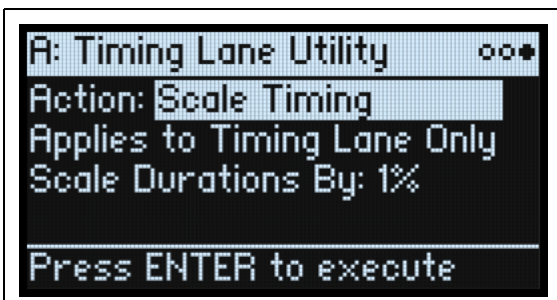 A: Timing Lane Utility
Action: Scale Timing
Applies to Timing Lane Only
Scale Durations By: 1%
Press ENTER to execute